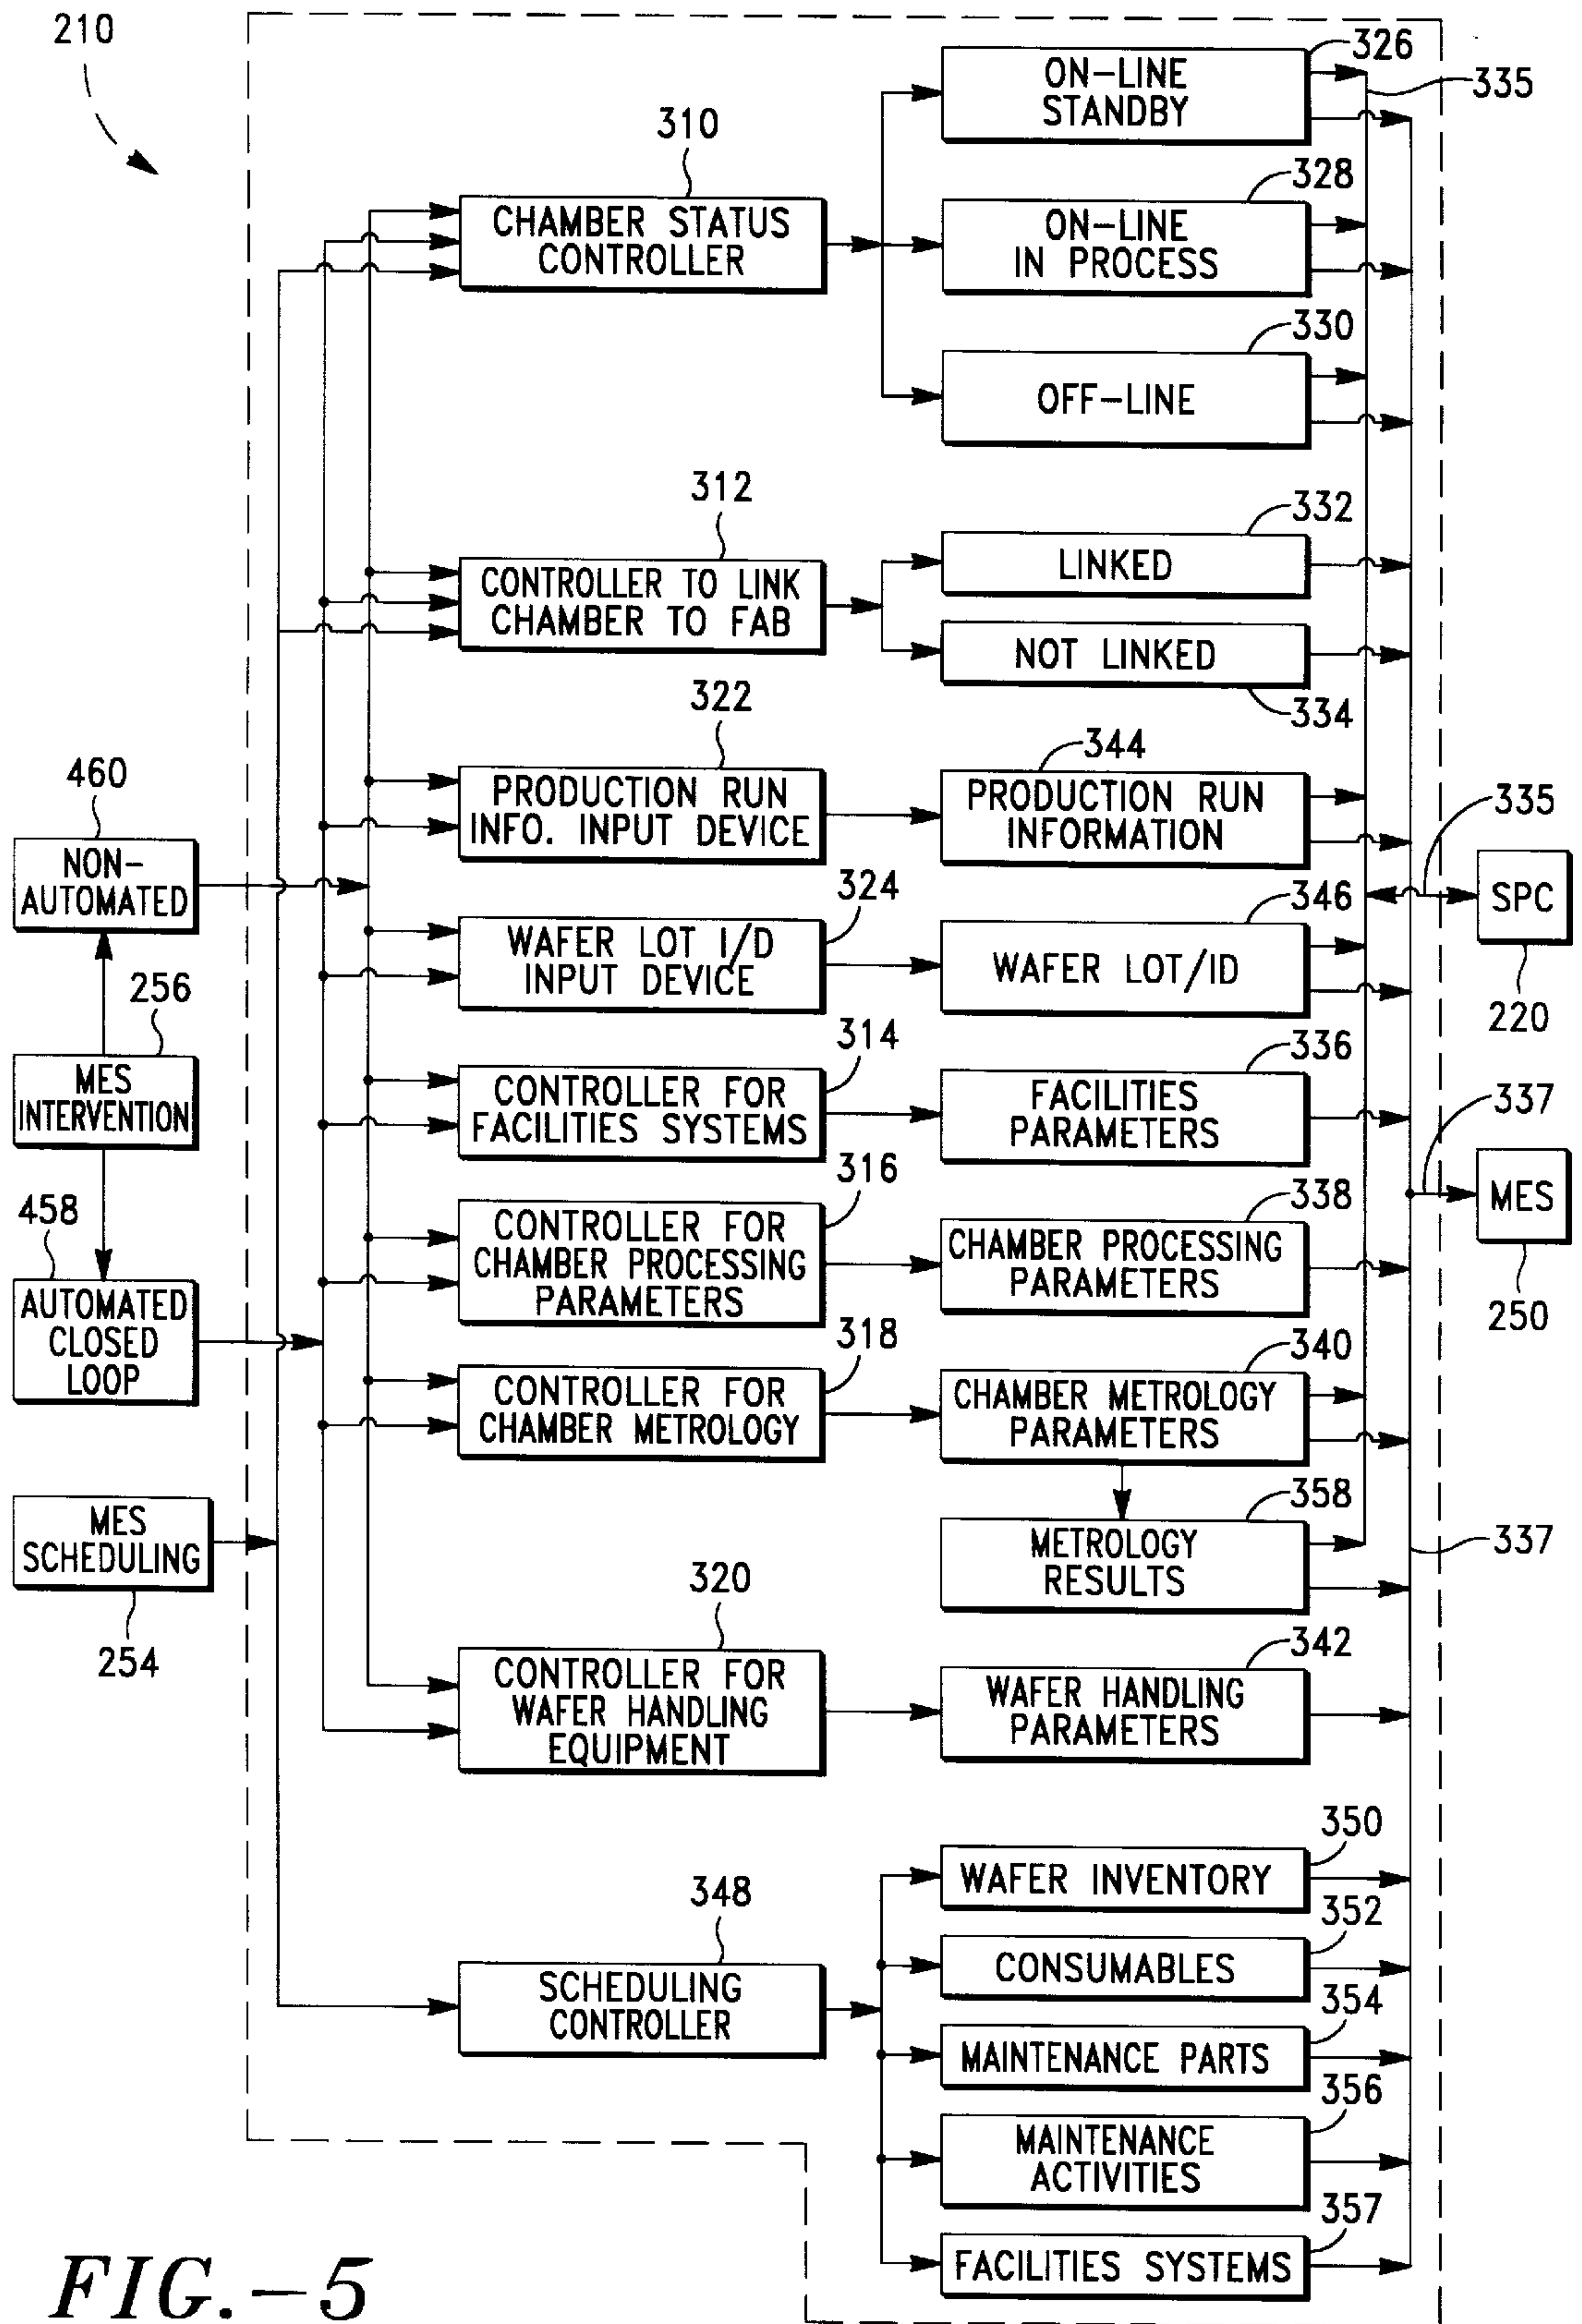 210
326
ON-LINE
STANDBY
335
310
CHAMBER STATUS
CONTROLLER
328
ON-LINE
IN PROCESS
330
OFF-LINE
312
CONTROLLER TO LINK
CHAMBER TO FAB
332
LINKED
NOT LINKED
334
322
PRODUCTION RUN
INFO. INPUT DEVICE
344
PRODUCTION RUN
INFORMATION
335
SPC
220
460
NON-
AUTOMATED
324
WAFER LOT I/D
INPUT DEVICE
346
WAFER LOT/ID
256
MES
INTERVENTION
314
CONTROLLER FOR
FACILITIES SYSTEMS
336
FACILITIES
PARAMETERS
337
MES
250
458
AUTOMATED
CLOSED
LOOP
316
CONTROLLER FOR
CHAMBER PROCESSING
PARAMETERS
338
CHAMBER PROCESSING
PARAMETERS
318
CONTROLLER FOR
CHAMBER METROLOGY
340
CHAMBER METROLOGY
PARAMETERS
358
METROLOGY
RESULTS
337
MES
SCHEDULING
254
320
CONTROLLER FOR
WAFER HANDLING
EQUIPMENT
342
WAFER HANDLING
PARAMETERS
348
SCHEDULING
CONTROLLER
350
WAFER INVENTORY
352
CONSUMABLES
354
MAINTENANCE PARTS
356
MAINTENANCE
ACTIVITIES
357
FACILITIES SYSTEMS
FIG.-5